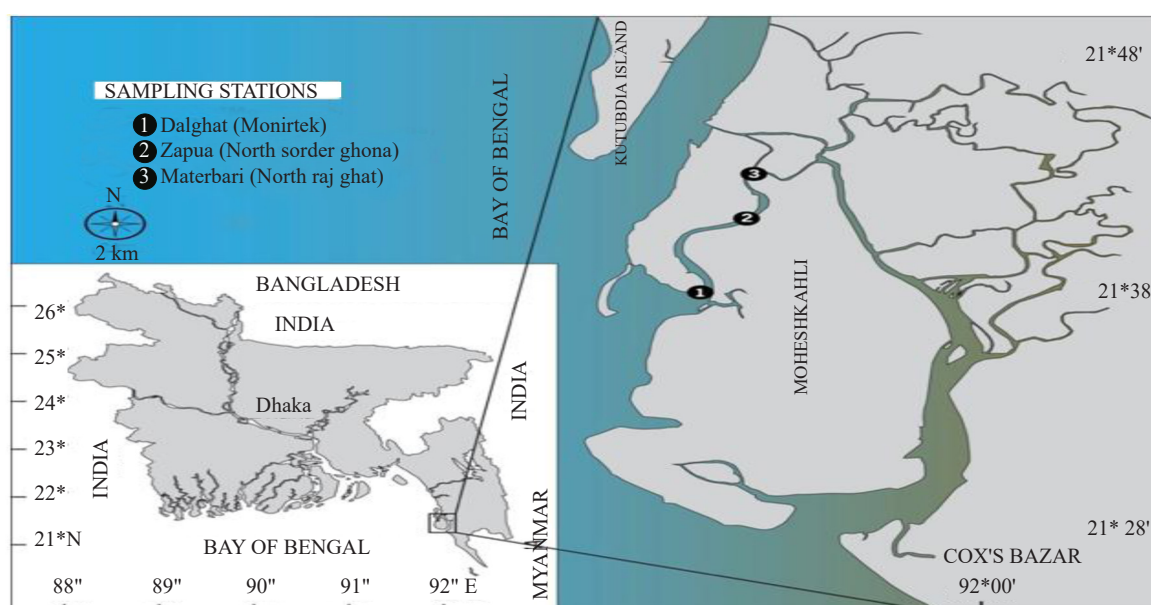 SAMPLING STATIONS
1 Dalghat (Monirtek)
2 Zapua (North sorder ghona)
3 Materbari (North raj ghat)
N
2 km
BAY OF BENGAL
KUTUBDIA ISLAND
21*48'
3
2
1
21*38
MOHESHKAHLI
21* 28'
COX'S BAZAR
92*00'
BANGLADESH
INDIA
26*
25*
24*
23*
22*
21*N
Dhaka
INDIA
INDIA
MYANMAR
BAY OF BENGAL
88"
89"
90"
91"
92" E